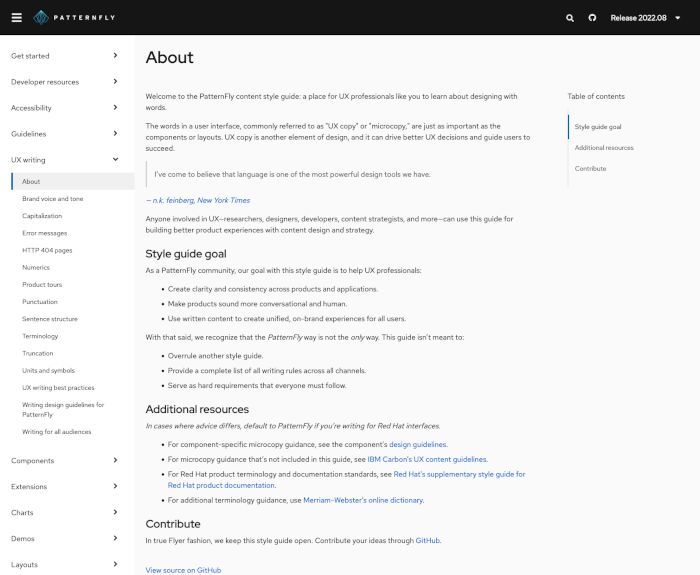 PATTERNFLY
Release 2022.08
Get started
Developer resources
Accessibility
Guidelines
UX writing
About
Brand voice and tone
Capitalization
Error messages
HTTP 404 pages
Numerics
Product tours
Punctuation
Sentence structure
Terminology
Truncation
Units and symbols
UX writing best practices
Writing design guidelines for
PatternFly
Writing for all audiences
Components
Extensions
Charts
Demos
Layouts
About
Welcome to the PatternFly content style guide: a place for UX professionals like you to learn about designing with
words.
The words in a user interface, commonly referred to as "UX copy" or "microcopy," are just as important as the
components or layouts. UX copy is another element of design, and it can drive better UX decisions and guide users to
succeed.
I've come to believe that language is one of the most powerful design tools we have.
– n.k. feinberg, New York Times
Anyone involved in UX—researchers, designers, developers, content strategists, and more—can use this guide for
building better product experiences with content design and strategy.
Style guide goal
As a PatternFly community, our goal with this style guide is to help UX professionals:
• Create clarity and consistency across products and applications.
• Make products sound more conversational and human.
• Use written content to create unified, on-brand experiences for all users.
With that said, we recognize that the PatternFly way is not the only way. This guide isn't meant to:
• Overrule another style guide.
• Provide a complete list of all writing rules across all channels.
• Serve as hard requirements that everyone must follow.
Additional resources
In cases where advice differs, default to PatternFly if you're writing for Red Hat interfaces.
• For component-specific microcopy guidance, see the component's design guidelines.
• For microcopy guidance that's not included in this guide, see IBM Carbon's UX content guidelines.
• For Red Hat product terminology and documentation standards, see Red Hat's supplementary style guide for
Red Hat product documentation.
• For additional terminology guidance, use Merriam-Webster's online dictionary.
Contribute
In true Flyer fashion, we keep this style guide open. Contribute your ideas through GitHub.
View source on GitHub
Table of contents
Style guide goal
Additional resources
Contribute